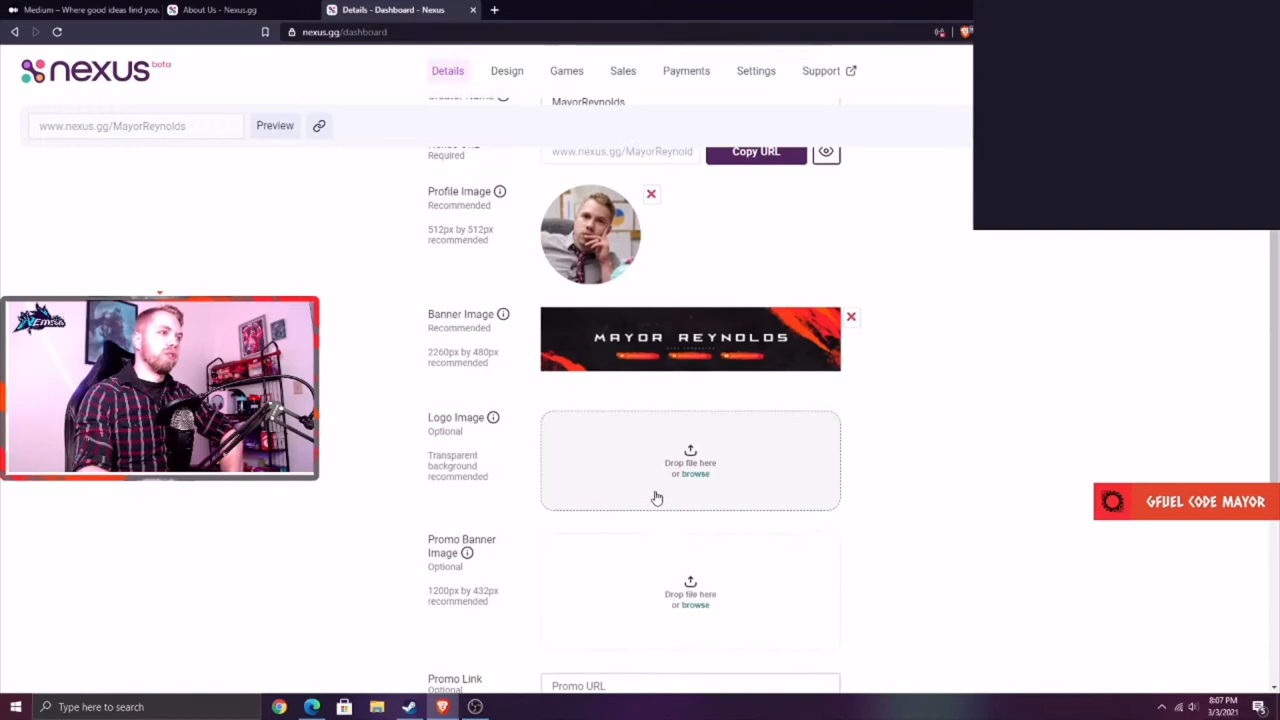 Medium – Where good ideas find you.
About Us - Nexus.gg
Details - Dashboard - Nexus
nexus.gg/dashboard
nexus beta
Details
Design
Games
Sales
Payments
Settings
Support
Creator Name
MayorReynolds
www.nexus.gg/MayorReynolds
Preview
Required
www.nexus.gg/MayorReynold
Copy URL
Profile Image
Recommended
512px by 512px
recommended
Banner Image
Recommended
2260px by 480px
recommended
MAYOR REYNOLDS
Logo Image
Optional
Transparent
background
recommended
Drop file here
or browse
GFUEL CODE MAYOR
Promo Banner
Image
Optional
1200px by 432px
recommended
Drop file here
or browse
Promo Link
Optional
Promo URL
Type here to search
8:07 PM
3/3/2021
5